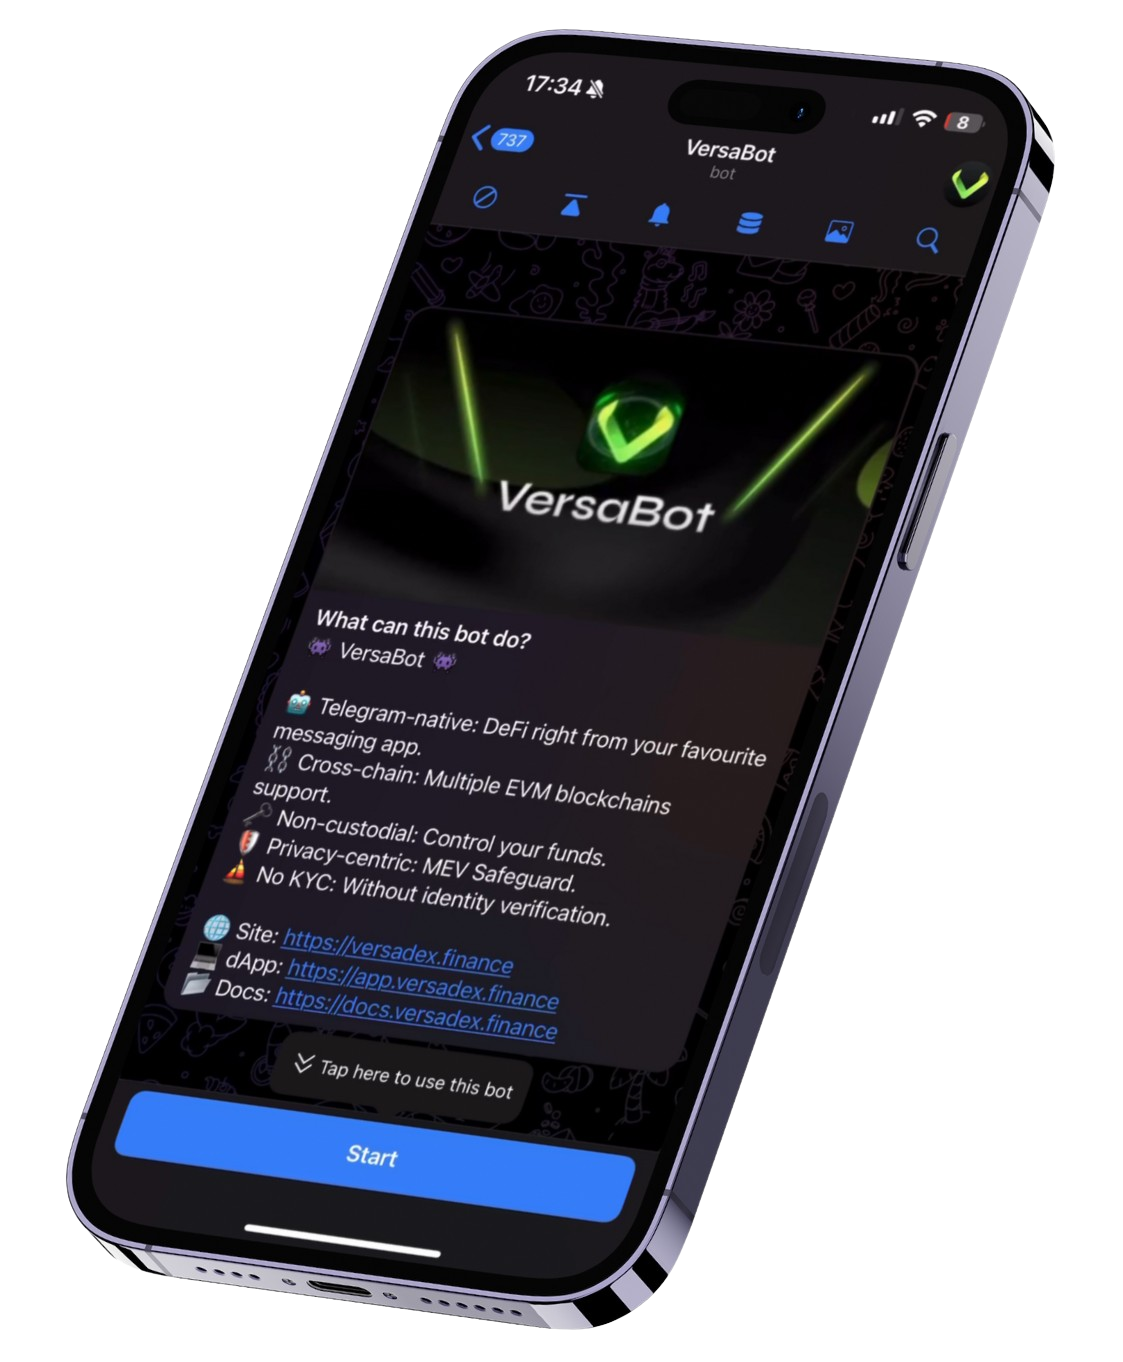 17:34
8
737
VersaBot
bot
VersaBot
What can this bot do?
👾 VersaBot 👾
🤖 Telegram-native: DeFi right from your favourite
messaging app.
⛓ Cross-chain: Multiple EVM blockchains
support.
🗝 Non-custodial: Control your funds.
🛡 Privacy-centric: MEV Safeguard.
No KYC: Without identity verification.
🌐 Site: https://versadex.finance
💻 dApp: https://app.versadex.finance
📁 Docs: https://docs.versadex.finance
Tap here to use this bot
Start